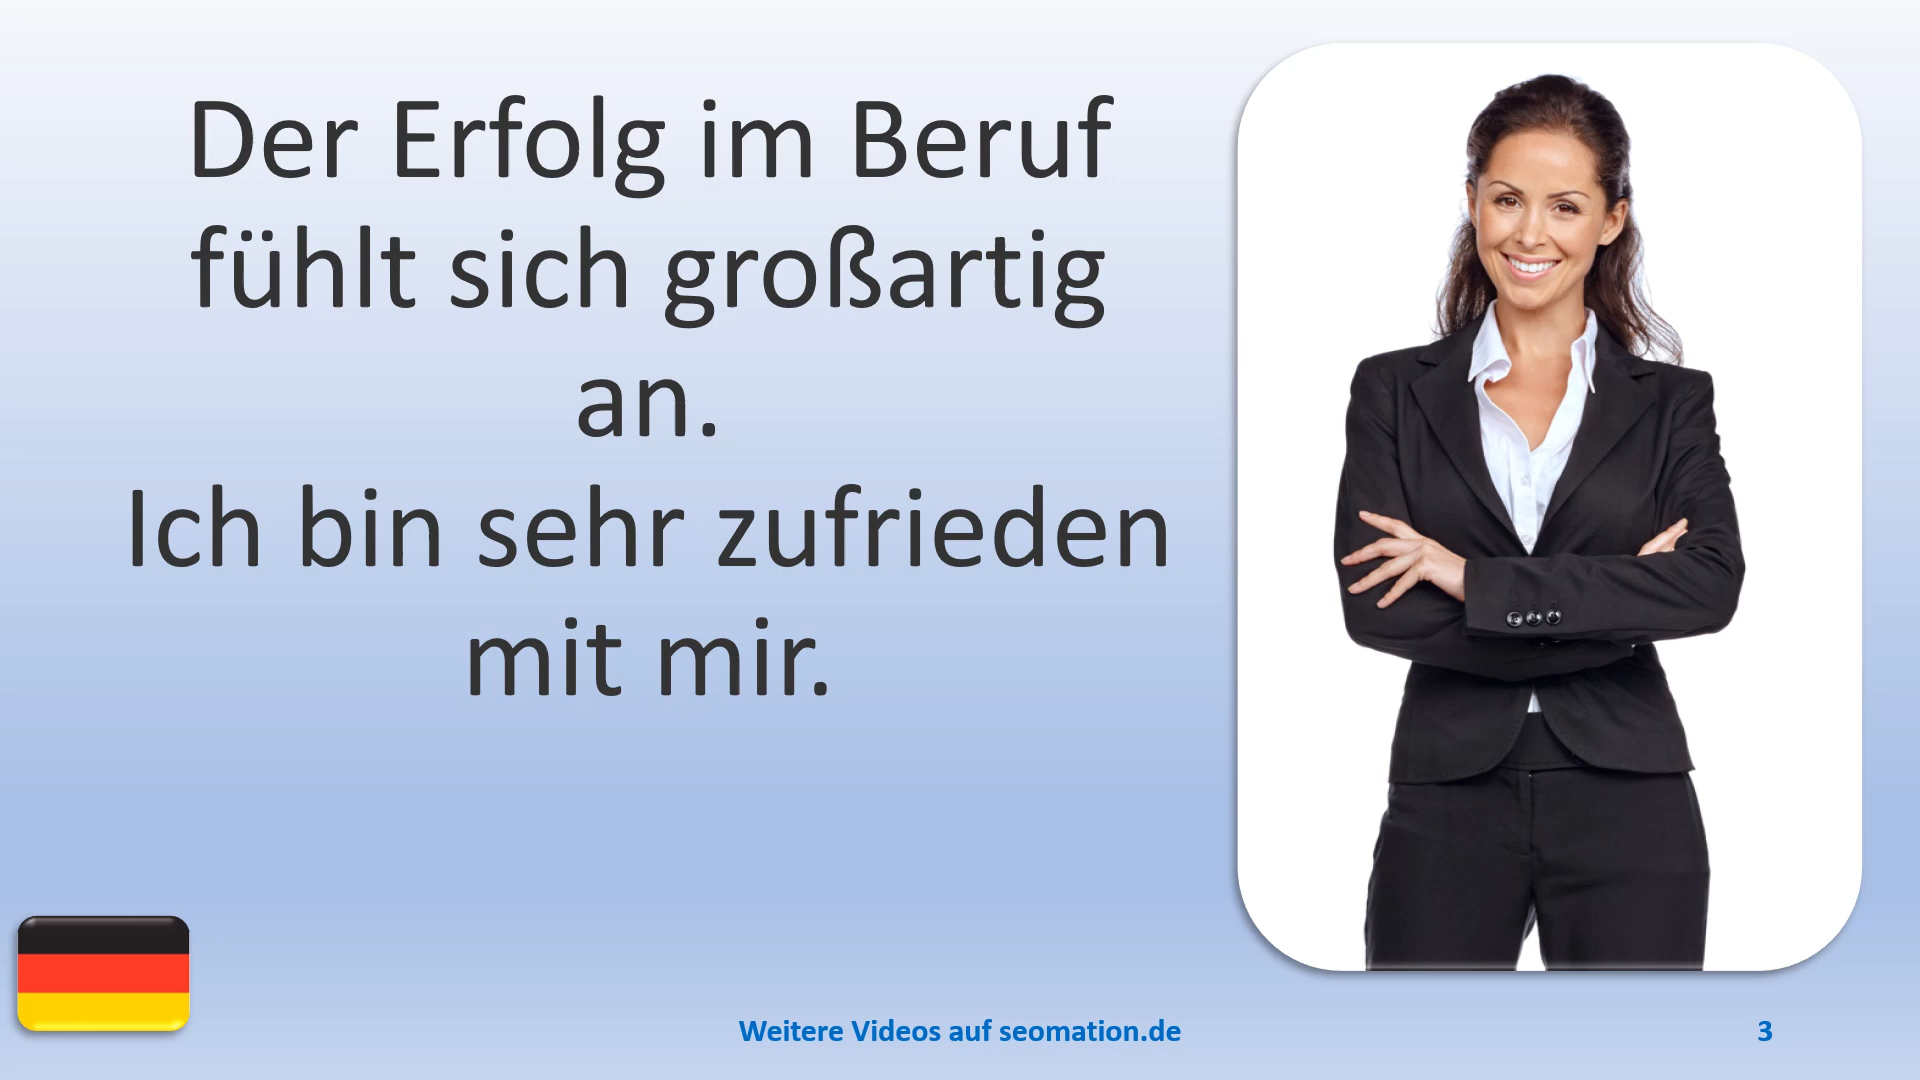 Der Erfolg im Beruf
fühlt sich großartig
an.
Ich bin sehr zufrieden
mit mir.
Weitere Videos auf seomation.de
3